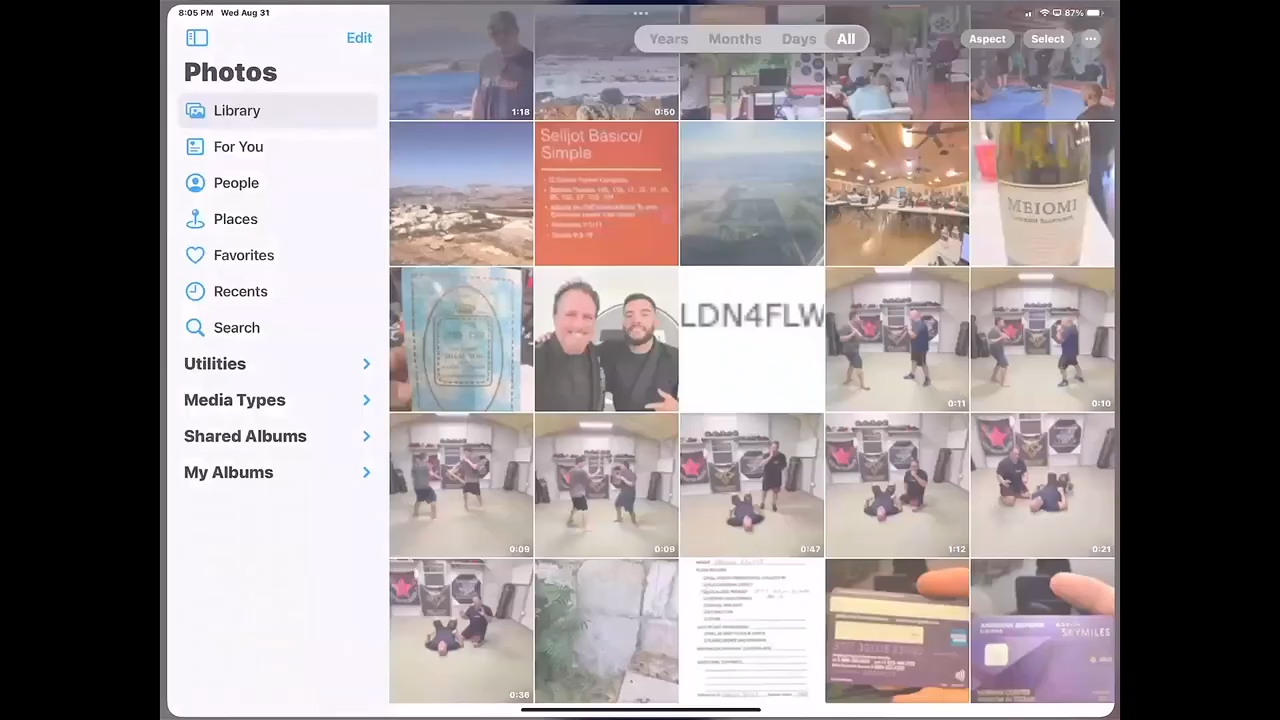 8:05 PM Wed Aug 31
87%
Edit
Photos
Library
For You
People
Places
Favorites
Recents
Search
Utilities
Media Types
Shared Albums
My Albums
Years Months Days All
Aspect Select
1:18
0:50
Selijot Básico/
Simple
MEIOMI
LDN4FLW
0:11
0:10
0:09
0:09
0:47
1:12
0:21
0:36
SKYMILES